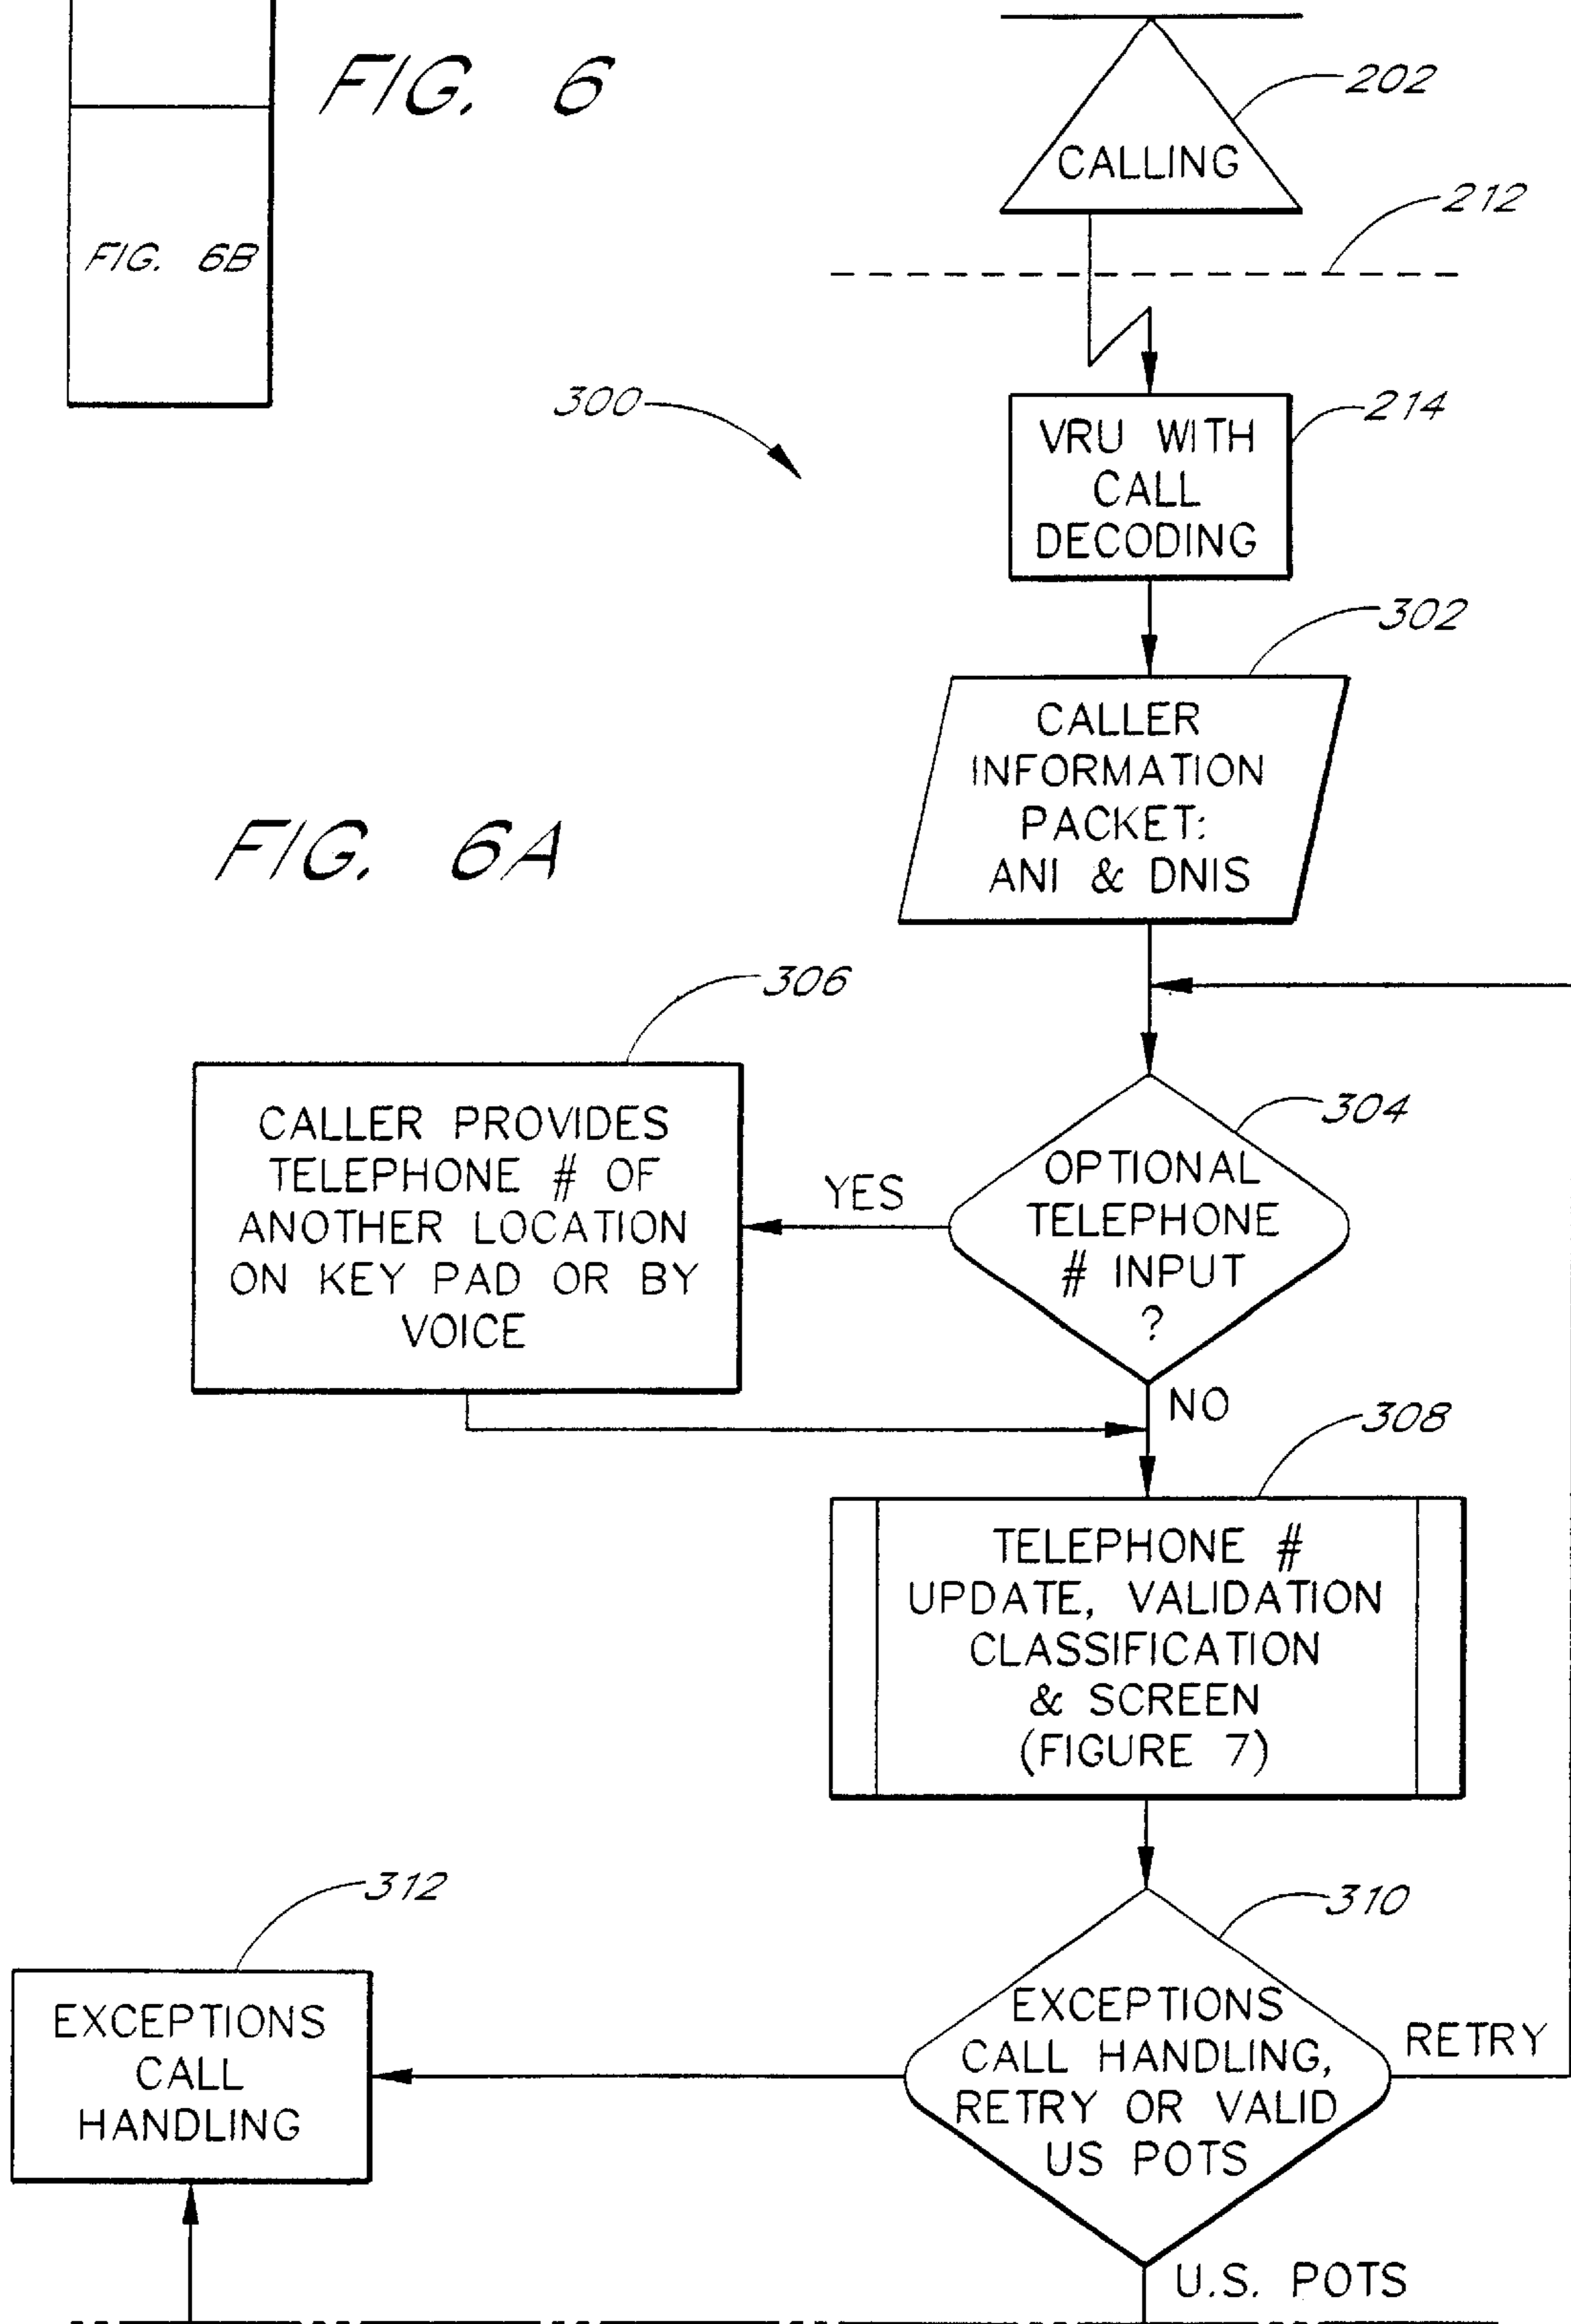 FIG. 6
FIG. 6B
202
CALLING
212
300
214
VRU WITH
CALL
DECODING
302
CALLER
INFORMATION
PACKET:
ANI & DNIS
FIG. 6A
306
CALLER PROVIDES
TELEPHONE # OF
ANOTHER LOCATION
ON KEY PAD OR BY
VOICE
YES
304
OPTIONAL
TELEPHONE
# INPUT
?
NO
308
TELEPHONE #
UPDATE, VALIDATION
CLASSIFICATION
& SCREEN
(FIGURE 7)
312
EXCEPTIONS
CALL
HANDLING
310
EXCEPTIONS
CALL HANDLING,
RETRY OR VALID
US POTS
RETRY
U.S. POTS